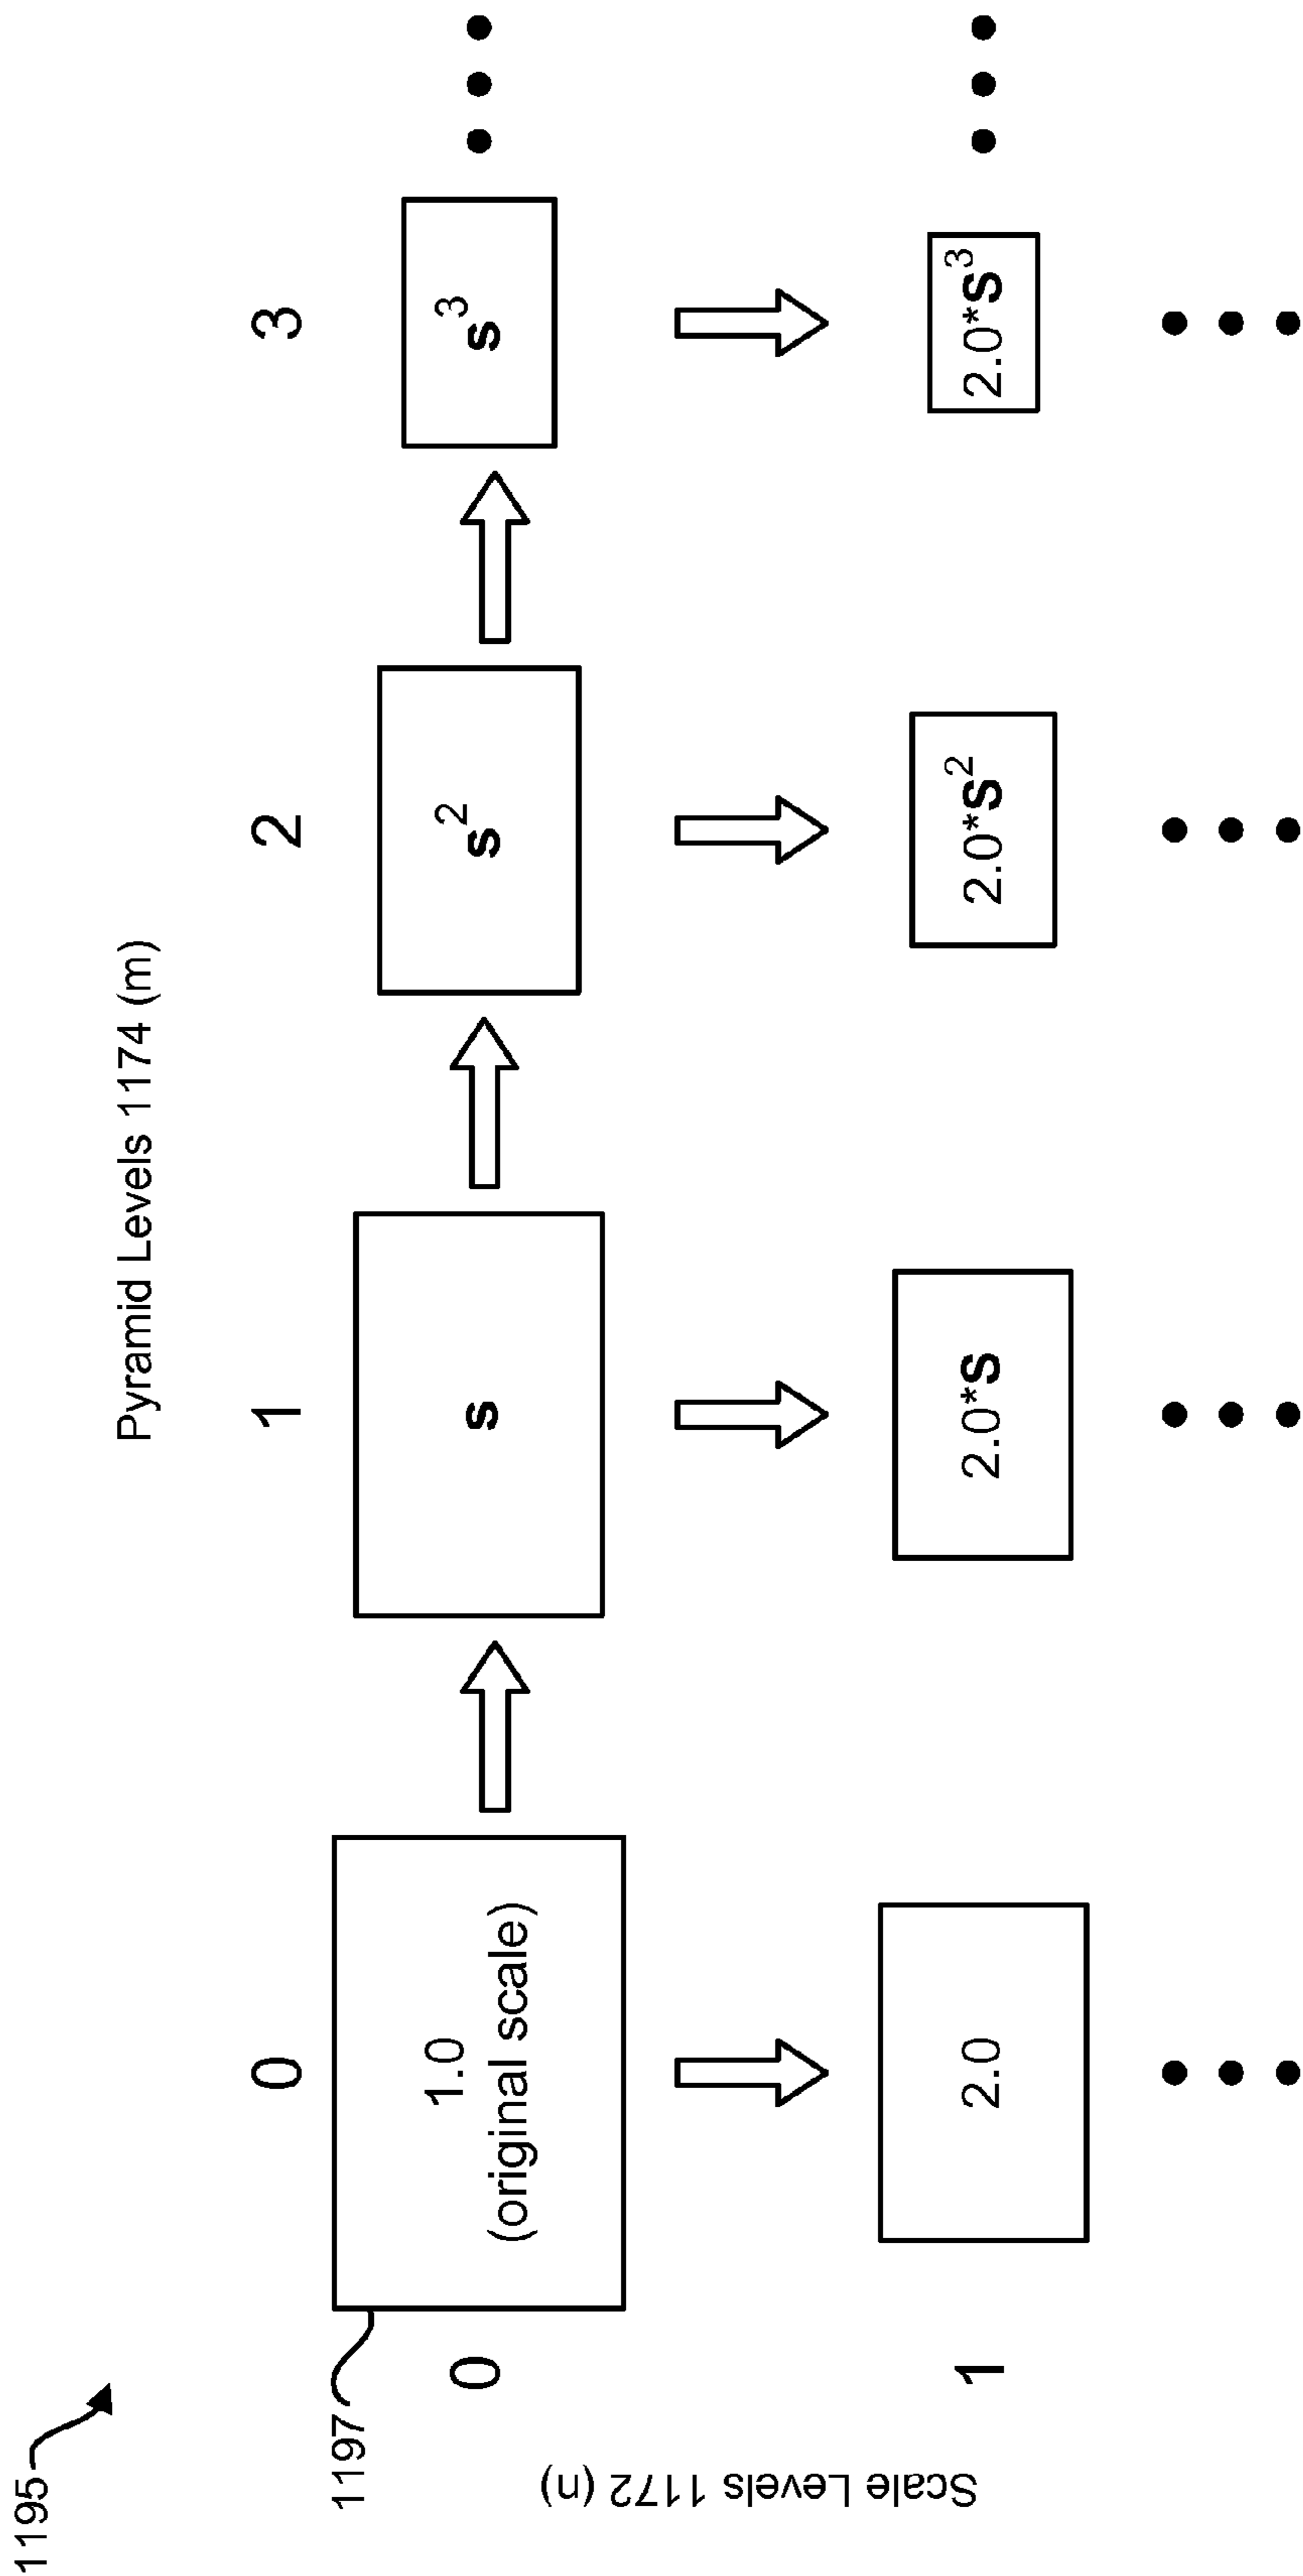 1195
Pyramid Levels 1174 (m)
0 1 2 3
1197
Scale Levels 1172 (n)
0
1.0
(original scale)
s
s²
s³
1
2.0
2.0*s
2.0*s²
2.0*s³